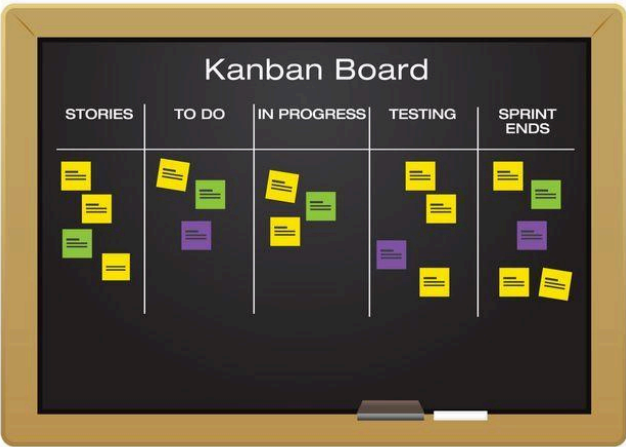 Kanban Board
STORIES
TO DO
IN PROGRESS
TESTING
SPRINT
ENDS